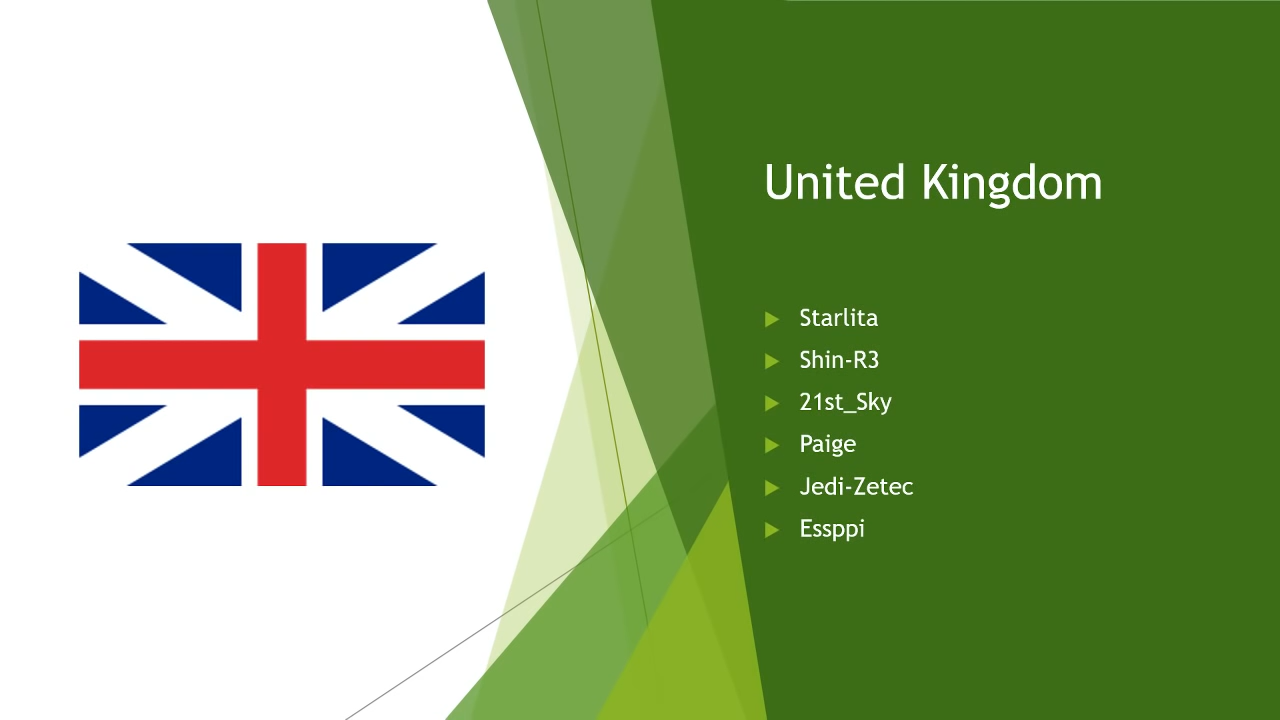 United Kingdom
Starlita
Shin-R3
21st_Sky
Paige
Jedi-Zetec
Essppi